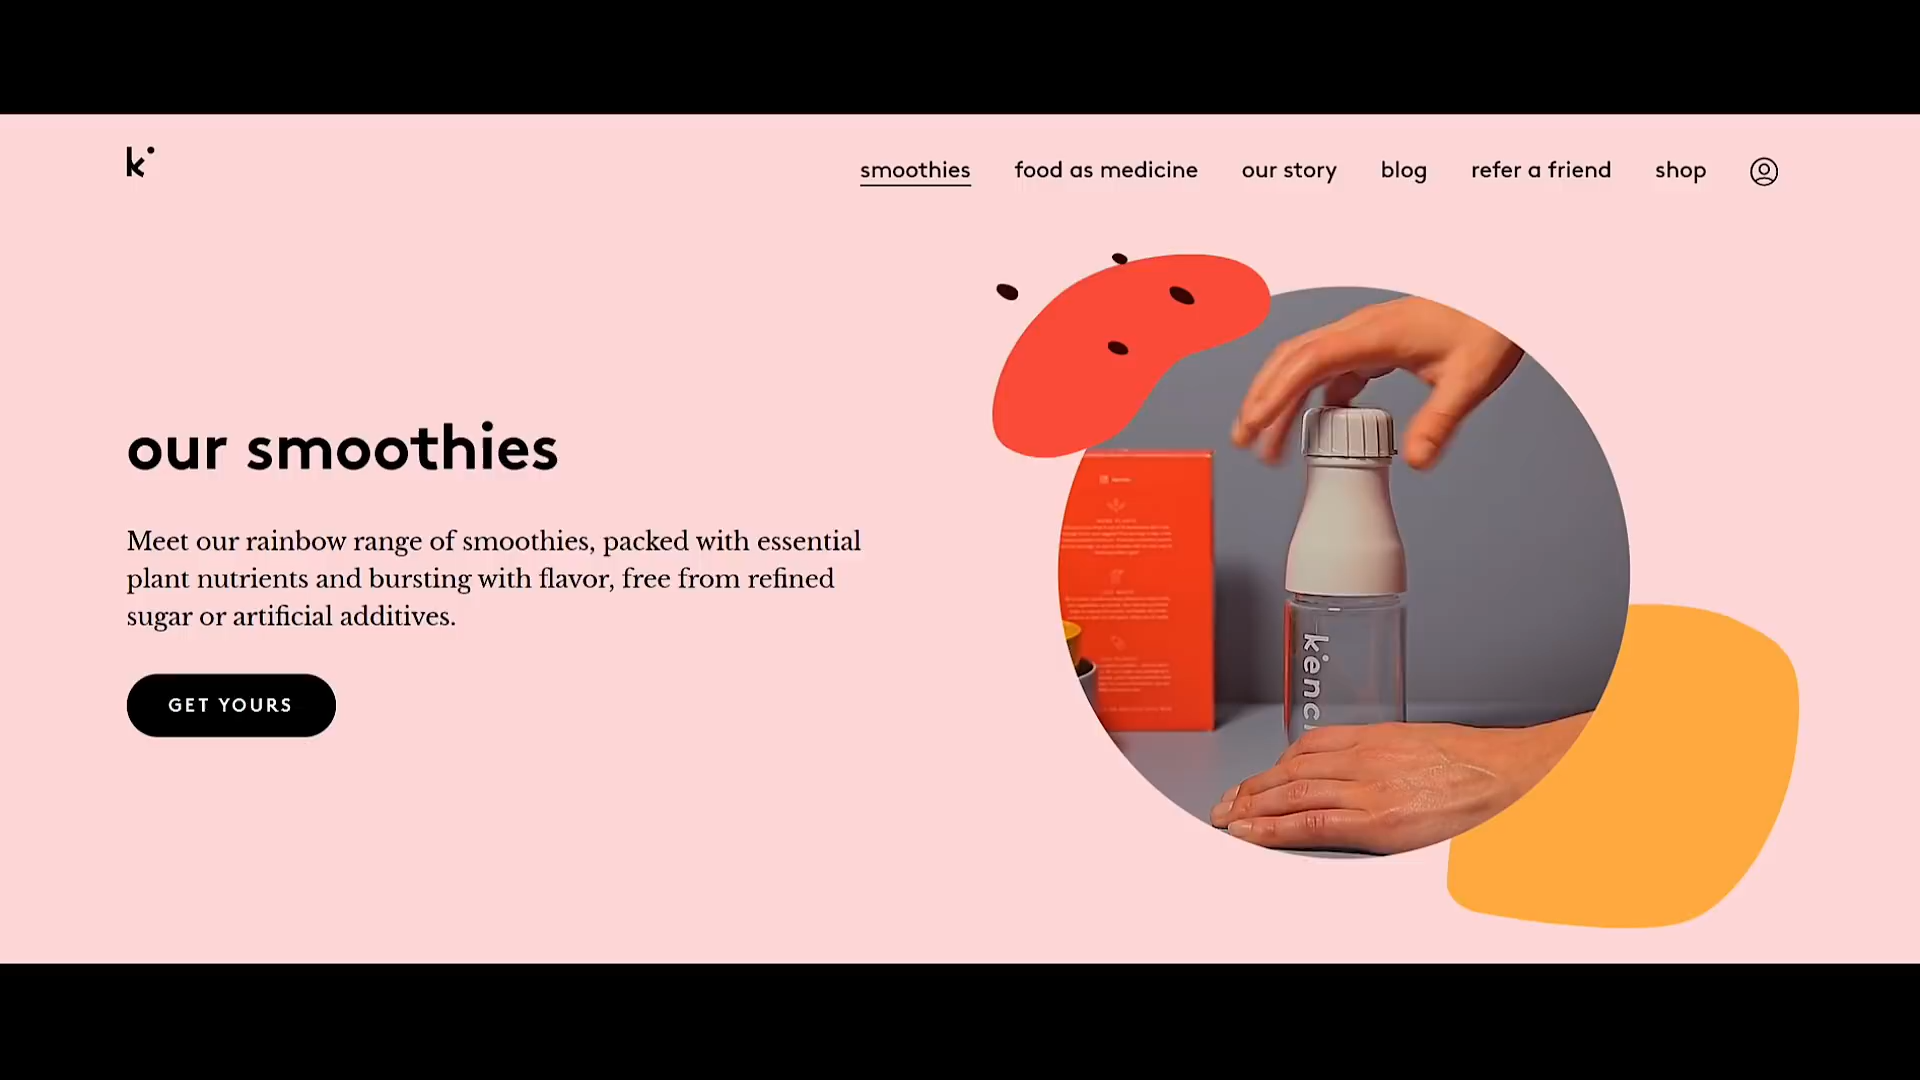 k
smoothies food as medicine our story blog refer a friend shop
our smoothies
Meet our rainbow range of smoothies, packed with essential
plant nutrients and bursting with flavor, free from refined
sugar or artificial additives.
GET YOURS
kenc